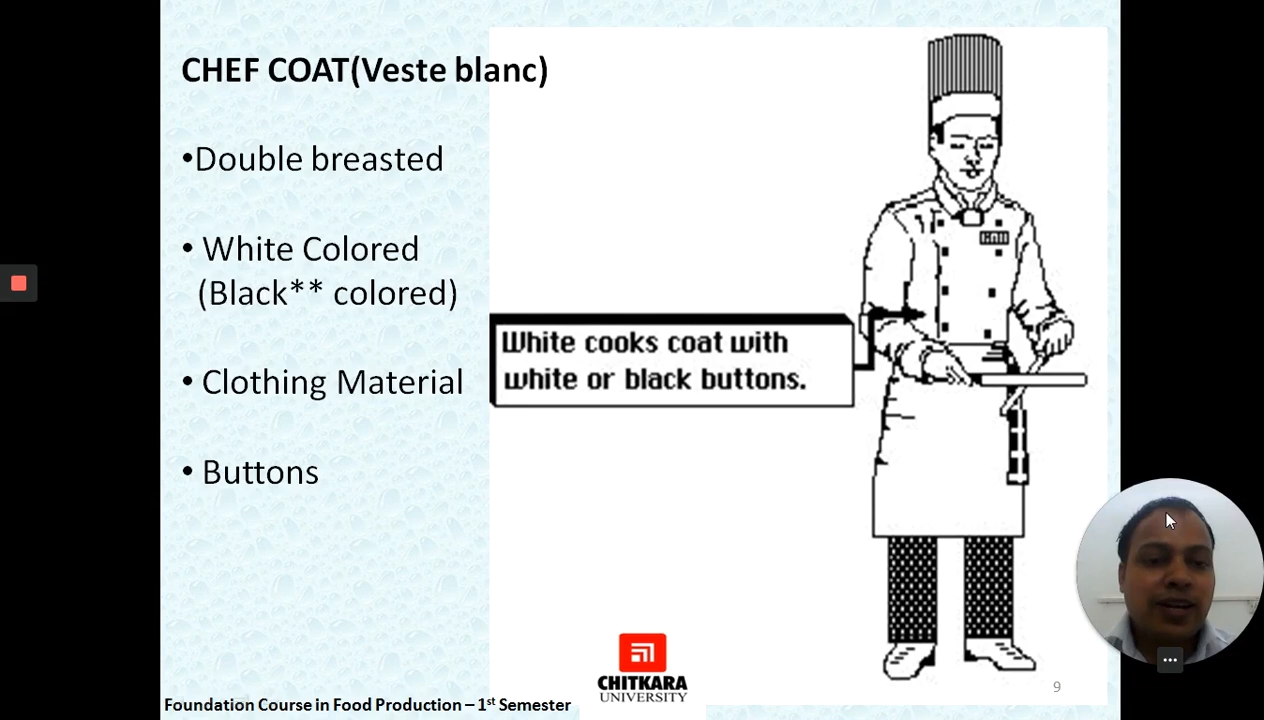 CHEF COAT(Veste blanc)
•Double breasted
• White Colored
(Black** colored)
• Clothing Material
• Buttons
White cooks coat with
white or black buttons.
Hill
CHITKARA
UNIVERSITY
9
Foundation Course in Food Production – 1st Semester